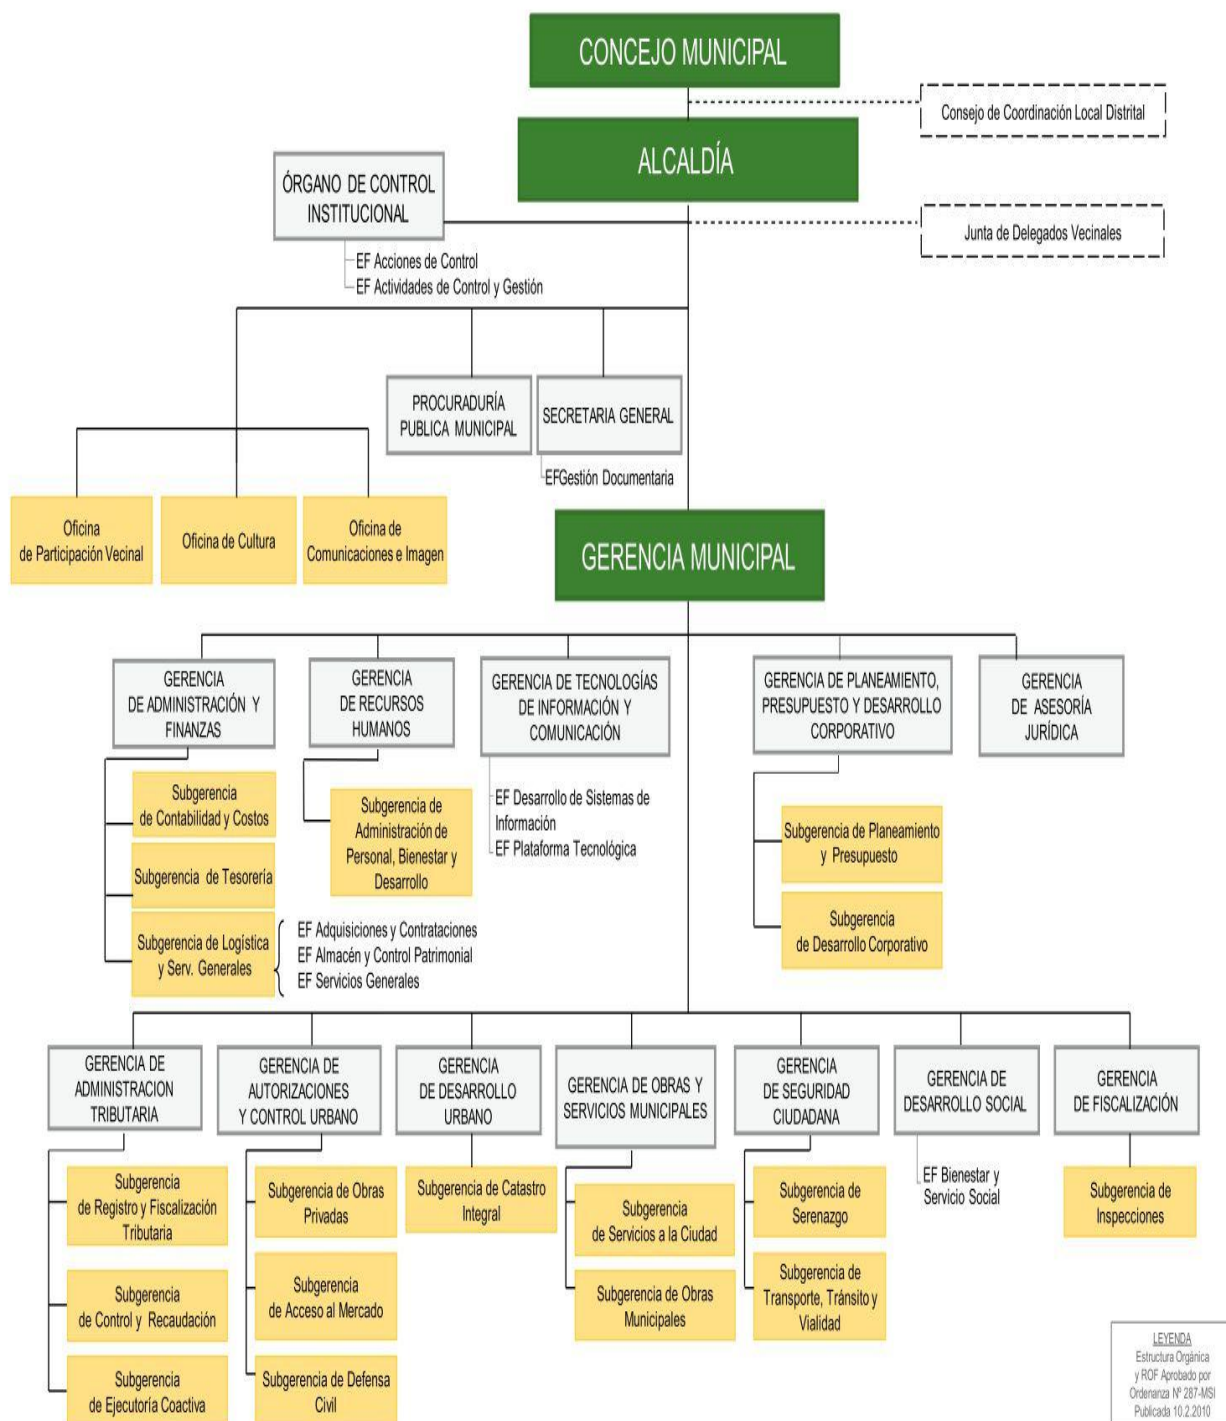 CONCEJO MUNICIPAL
Consejo de Coordinación Local Distrital
ALCALDÍA
ÓRGANO DE CONTROL
INSTITUCIONAL
Junta de Delegados Vecinales
EF Acciones de Control
EF Actividades de Control y Gestión
PROCURADURÍA
PUBLICA MUNICIPAL
SECRETARIA GENERAL
EFGestión Documentaria
Oficina
de Participación Vecinal
Oficina de Cultura
Oficina de
Comunicaciones e Imagen
GERENCIA MUNICIPAL
GERENCIA
DE ADMINISTRACIÓN Y
FINANZAS
GERENCIA
DE RECURSOS
HUMANOS
GERENCIA DE TECNOLOGÍAS
DE INFORMACIÓN Y
COMUNICACIÓN
GERENCIA DE PLANEAMIENTO,
PRESUPUESTO Y DESARROLLO
CORPORATIVO
GERENCIA
DE ASESORÍA
JURÍDICA
Subgerencia
de Contabilidad y Costos
Subgerencia de Tesorería
Subgerencia de Logística
y Serv. Generales
EF Adquisiciones y Contrataciones
EF Almacén y Control Patrimonial
EF Servicios Generales
Subgerencia de
Administración de
Personal, Bienestar y
Desarrollo
EF Desarrollo de Sistemas de
Información
EF Plataforma Tecnológica
Subgerencia de Planeamiento
y Presupuesto
Subgerencia
de Desarrollo Corporativo
GERENCIA DE
ADMINISTRACION
TRIBUTARIA
GERENCIA DE
AUTORIZACIONES
Y CONTROL URBANO
GERENCIA
DE DESARROLLO
URBANO
GERENCIA DE OBRAS Y
SERVICIOS MUNICIPALES
GERENCIA
DE SEGURIDAD
CIUDADANA
GERENCIA DE
DESARROLLO SOCIAL
GERENCIA
DE FISCALIZACIÓN
Subgerencia
de Registro y Fiscalización
Tributaria
Subgerencia
de Control y Recaudación
Subgerencia
de Ejecutoría Coactiva
Subgerencia de Obras
Privadas
Subgerencia
de Acceso al Mercado
Subgerencia de Defensa
Civil
Subgerencia de Catastro
Integral
Subgerencia
de Servicios a la Ciudad
Subgerencia de Obras
Municipales
Subgerencia de
Serenazgo
Subgerencia de
Transporte, Tránsito y
Vialidad
EF Bienestar y
Servicio Social
Subgerencia de
Inspecciones
LEYENDA
Estructura Orgánica
y ROF Aprobado por
Ordenanza Nº 287-MSI
Publicada 10.2.2010